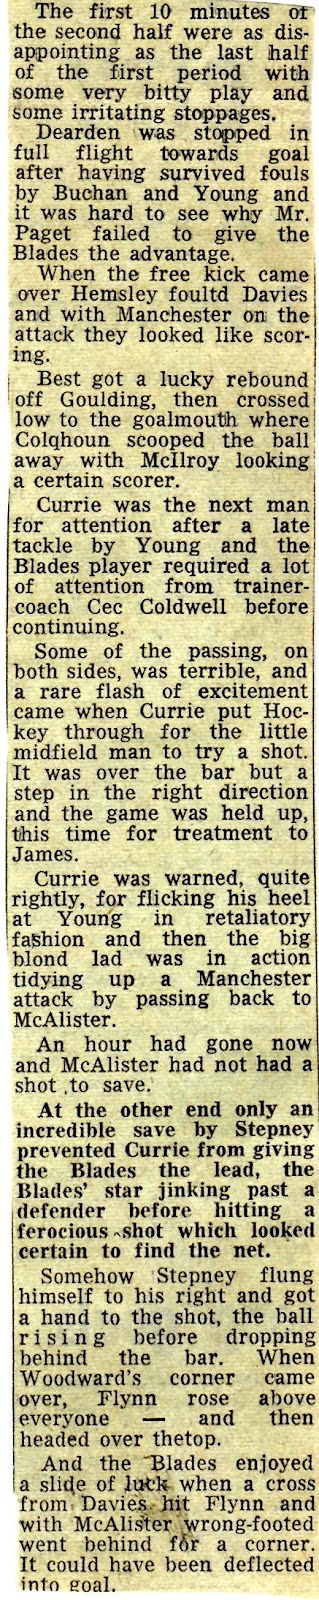 The first 10 minutes of
the second half were as dis-
appointing as the last half
of the first period with
some very bitty play and
some irritating stoppages.
Dearden was stopped in
full flight towards goal
after having survived fouls
by Buchan and Young and
it was hard to see why Mr.
Paget failed to give the
Blades the advantage.
When the free kick came
over Hemsley foultd Davies
and with Manchester on the
attack they looked like scor-
ing.
Best got a lucky rebound
off Goulding, then crossed
low to the goalmouth where
Colqhoun scooped the ball
away with McIlroy looking
a certain scorer.
Currie was the next man
for attention after a late
tackle by Young and the
Blades player required a lot
of attention from trainer-
coach Cec Coldwell before
continuing.
Some of the passing, on
both sides, was terrible, and
a rare flash of excitement
came when Currie put Hoc-
key through for the little
midfield man to try a shot.
It was over the bar but a
step in the right direction
and the game was held up,
this time for treatment to
James.
Currie was warned, quite
rightly, for flicking his heel
at Young in retaliatory
fashion and then the big
blond lad was in action
tidying up a Manchester
attack by passing back to
McAlister.
An hour had gone now
and McAlister had not had a
shot to save.
At the other end only an
incredible save by Stepney
prevented Currie from giving
the Blades the lead, the
Blades' star jinking past a
defender before hitting a
ferocious shot which looked
certain to find the net.
Somehow Stepney flung
himself to his right and got
a hand to the shot, the ball
rising before dropping
behind the bar. When
Woodward's corner came
over, Flynn rose above
everyone — and then
headed over thetop.
And the Blades enjoyed
a slide of luck when a cross
from Davies hit Flynn and
with McAlister wrong-footed
went behind for a corner.
It could have been deflected
into goal.